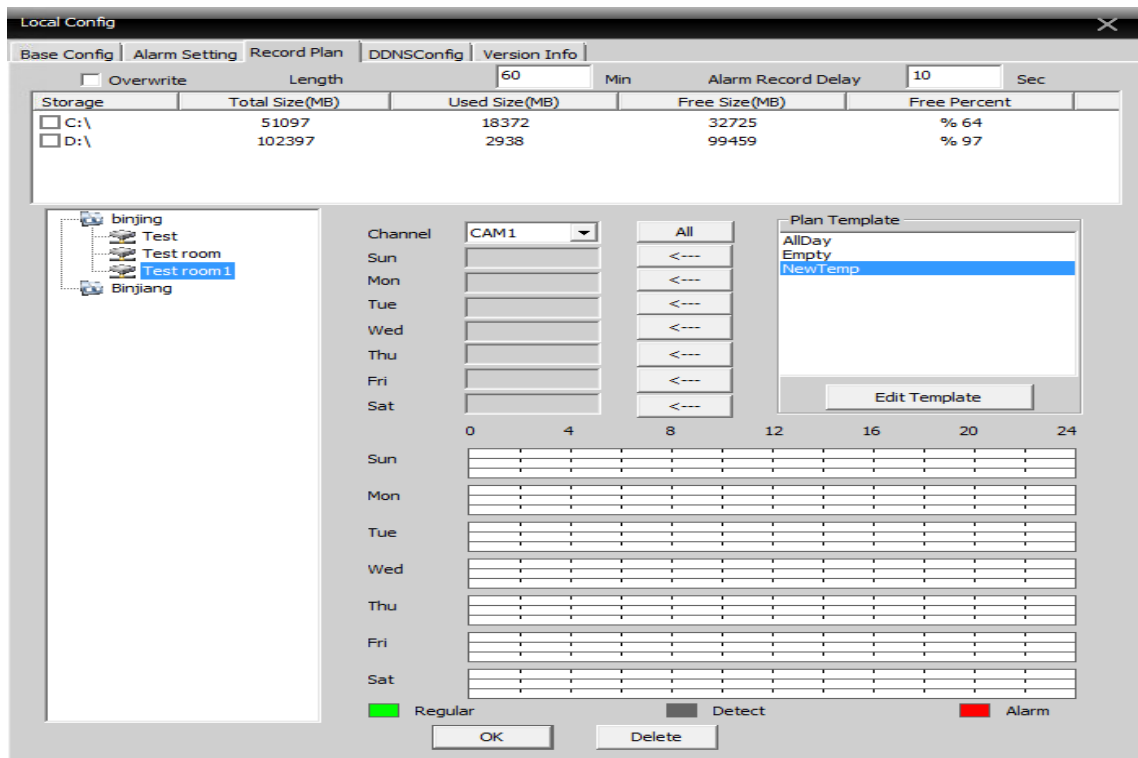 Local Config
Base Config Alarm Setting Record Plan DDNSConfig Version Info
Overwrite Length 60 Min Alarm Record Delay 10 Sec
Storage Total Size(MB) Used Size(MB) Free Size(MB) Free Percent
C:\ 51097 18372 32725 % 64
D:\ 102397 2938 99459 % 97
binjing
Test
Test room
Test room1
Binjiang
Channel CAM1 All
Sun <---
Mon <---
Tue <---
Wed <---
Thu <---
Fri <---
Sat <---
Plan Template
AllDay
Empty
NewTemp
Edit Template
0 4 8 12 16 20 24
Sun
Mon
Tue
Wed
Thu
Fri
Sat
Regular Detect Alarm
OK Delete